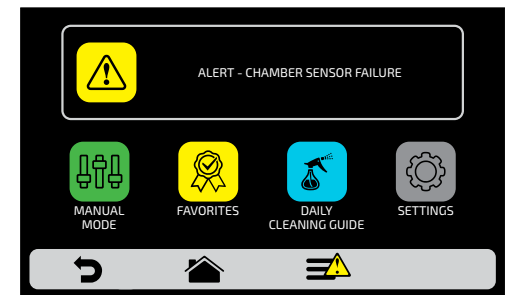 ALERT - CHAMBER SENSOR FAILURE
MANUAL
MODE
FAVORITES
DAILY
CLEANING GUIDE
SETTINGS